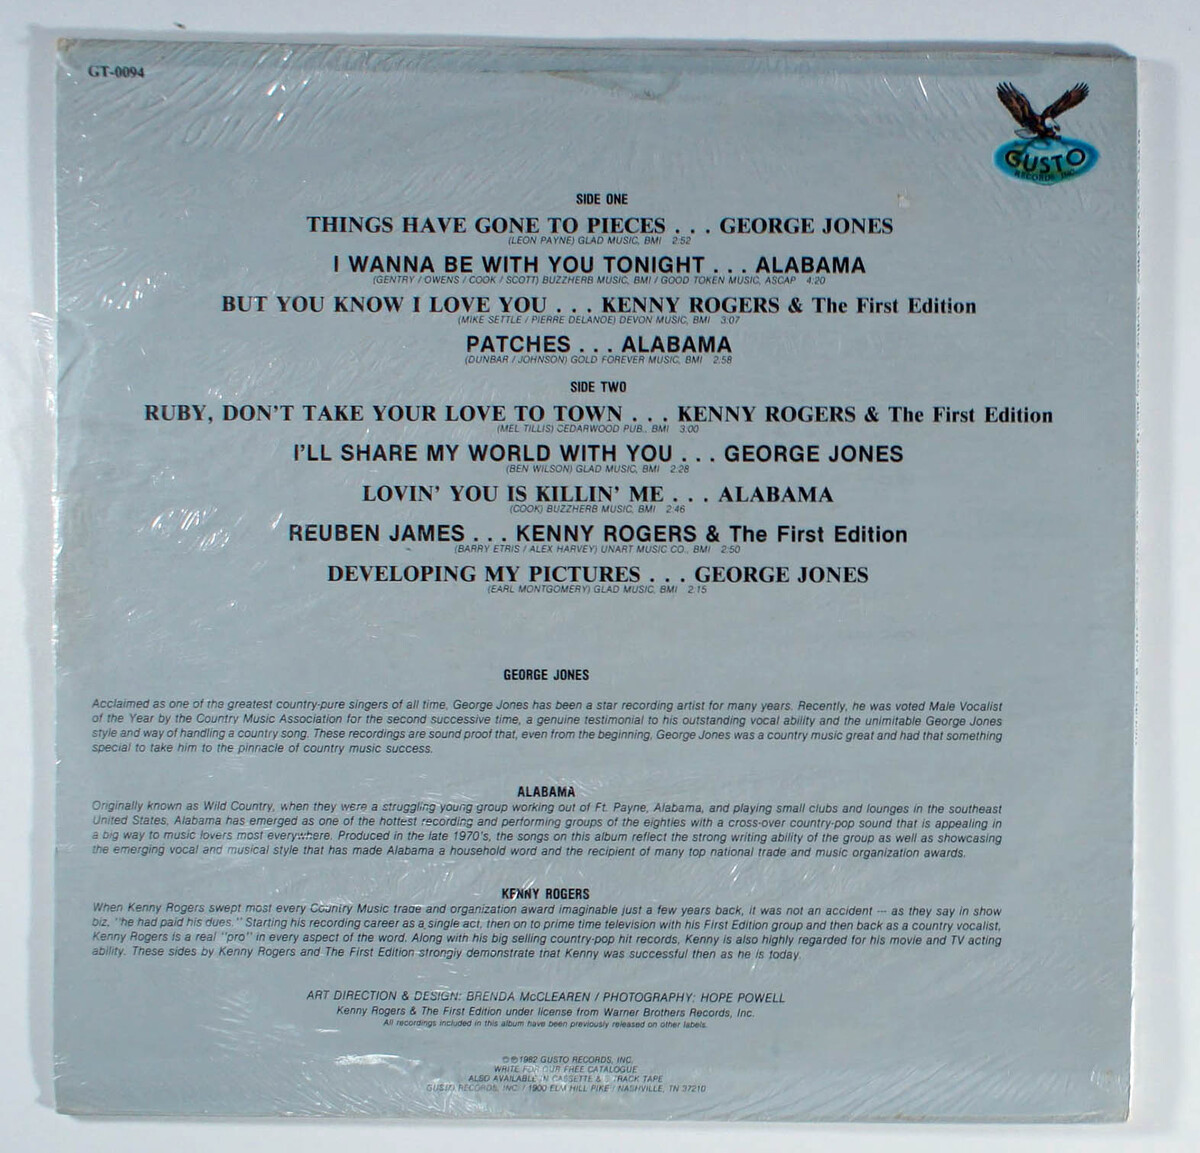 GT-0094
GUSTO
RECORDS, INC.
SIDE ONE
THINGS HAVE GONE TO PIECES . . . GEORGE JONES
(LEON PAYNE) GLAD MUSIC, BMI 2:52
I WANNA BE WITH YOU TONIGHT . . . ALABAMA
(GENTRY / OWENS / COOK / SCOTT) BUZZHERB MUSIC, BMI / GOOD TOKEN MUSIC, ASCAP 4:20
BUT YOU KNOW I LOVE YOU . . . KENNY ROGERS & The First Edition
(MIKE SETTLE / PIERRE DELANOE) DEVON MUSIC, BMI 3:07
PATCHES . . . ALABAMA
(DUNBAR / JOHNSON) GOLD FOREVER MUSIC, BMI 2:58
SIDE TWO
RUBY, DON'T TAKE YOUR LOVE TO TOWN . . . KENNY ROGERS & The First Edition
(MEL TILLIS) CEDARWOOD PUB., BMI 3:00
I'LL SHARE MY WORLD WITH YOU . . . GEORGE JONES
(BEN WILSON) GLAD MUSIC, BMI 2:28
LOVIN' YOU IS KILLIN' ME . . . ALABAMA
(COOK) BUZZHERB MUSIC, BMI 2:46
REUBEN JAMES . . . KENNY ROGERS & The First Edition
(BARRY ETRIS / ALEX HARVEY) UNART MUSIC CO., BMI 2:50
DEVELOPING MY PICTURES . . . GEORGE JONES
(EARL MONTGOMERY) GLAD MUSIC, BMI 2:15
GEORGE JONES
Acclaimed as one of the greatest country-pure singers of all time, George Jones has been a star recording artist for many years. Recently, he was voted Male Vocalist
of the Year by the Country Music Association for the second successive time, a genuine testimonial to his outstanding vocal ability and the unimitable George Jones
style and way of handling a country song. These recordings are sound proof that, even from the beginning, George Jones was a country music great and had that something
special to take him to the pinnacle of country music success.
ALABAMA
Originally known as Wild Country, when they were a struggling young group working out of Ft. Payne, Alabama, and playing small clubs and lounges in the southeast
United States, Alabama has emerged as one of the hottest recording and performing groups of the eighties with a cross-over country-pop sound that is appealing in
a big way to music lovers most everywhere. Produced in the late 1970's, the songs on this album reflect the strong writing ability of the group as well as showcasing
the emerging vocal and musical style that has made Alabama a household word and the recipient of many top national trade and music organization awards.
KENNY ROGERS
When Kenny Rogers swept most every Country Music trade and organization award imaginable just a few years back, it was not an accident -- as they say in show
biz, "he had paid his dues." Starting his recording career as a single act, then on to prime time television with his First Edition group and then back as a country vocalist,
Kenny Rogers is a real "pro" in every aspect of the word. Along with his big selling country-pop hit records, Kenny is also highly regarded for his movie and TV acting
ability. These sides by Kenny Rogers and The First Edition strongly demonstrate that Kenny was successful then as he is today.
ART DIRECTION & DESIGN: BRENDA McCLEAREN / PHOTOGRAPHY: HOPE POWELL
Kenny Rogers & The First Edition under license from Warner Brothers Records, Inc.
All recordings included in this album have been previously released on other labels.
©℗1982 GUSTO RECORDS, INC.
WRITE FOR OUR FREE CATALOGUE
ALSO AVAILABLE IN CASSETTE & 8 TRACK TAPE
GUSTO RECORDS, INC. / 1900 ELM HILL PIKE / NASHVILLE, TN 37210